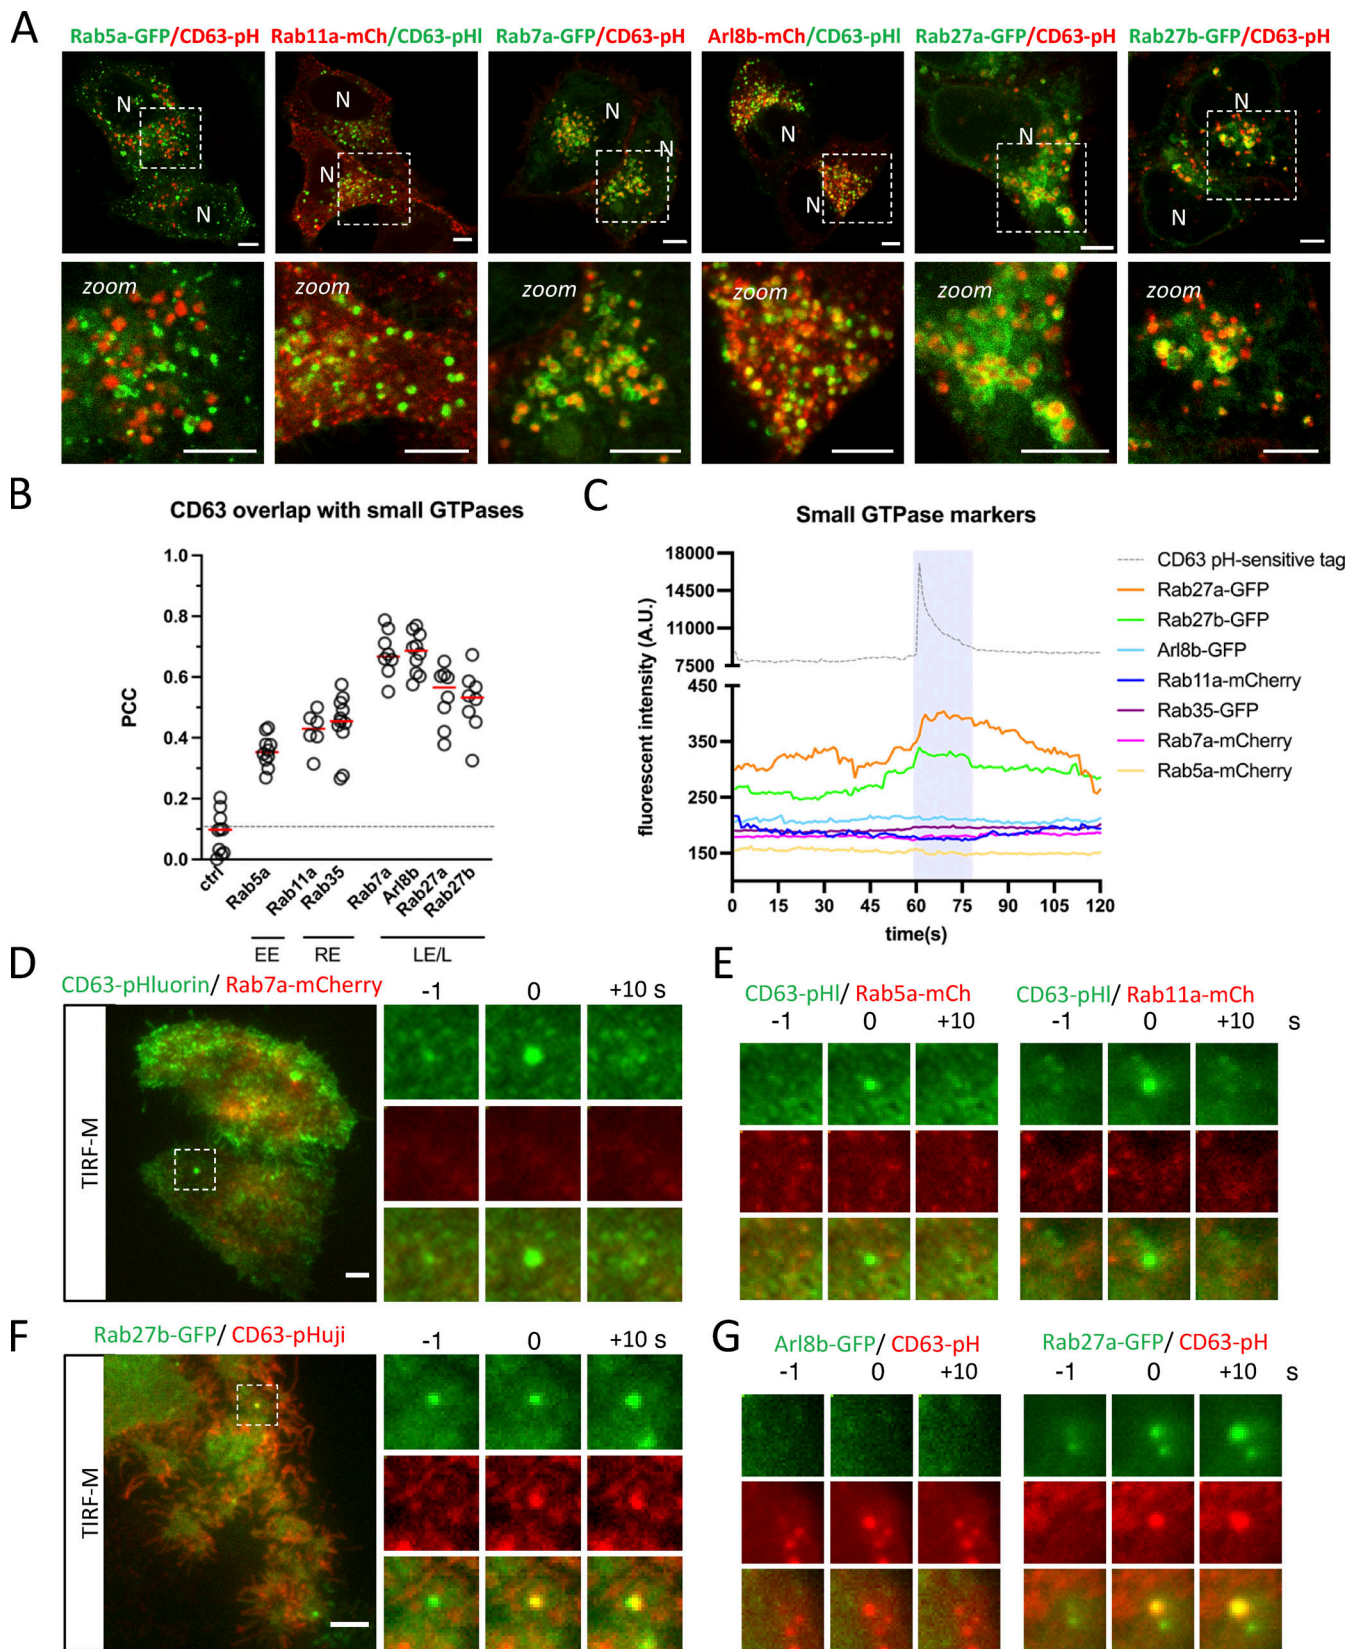 A
Rab5a-GFP/CD63-pH Rab11a-mCh/CD63-pHl Rab7a-GFP/CD63-pH Arl8b-mCh/CD63-pHl Rab27a-GFP/CD63-pH Rab27b-GFP/CD63-pH
N N N N N N
N N N N N
zoom zoom zoom zoom zoom zoom
B
CD63 overlap with small GTPases
PCC
1.0
0.8
0.6
0.4
0.2
0.0
ctrl Rab5a Rab11a Rab35 Rab7a Arl8b Rab27a Rab27b
EE RE LE/L
C
Small GTPase markers
fluorescent intensity (A.U.)
18000
14500
11000
7500
450
350
250
150
0 15 30 45 60 75 90 105 120
time(s)
CD63 pH-sensitive tag
Rab27a-GFP
Rab27b-GFP
Arl8b-GFP
Rab11a-mCherry
Rab35-GFP
Rab7a-mCherry
Rab5a-mCherry
D
CD63-pHluorin/ Rab7a-mCherry
-1 0 +10 s
TIRF-M
E
CD63-pHl/ Rab5a-mCh CD63-pHl/ Rab11a-mCh
-1 0 +10 -1 0 +10 s
F
Rab27b-GFP/ CD63-pHuji
-1 0 +10 s
TIRF-M
G
Arl8b-GFP/ CD63-pH Rab27a-GFP/ CD63-pH
-1 0 +10 -1 0 +10 s